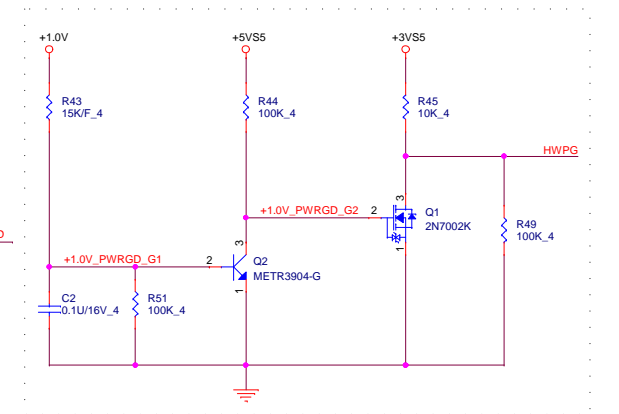 +1.0V
+5VS5
+3VS5
R43
15K/F_4
R44
100K_4
R45
10K_4
HWPG
3
+1.0V_PWRGD_G2
2
Q1
2N7002K
R49
100K_4
1
3
+1.0V_PWRGD_G1
2
Q2
METR3904-G
1
C2
0.1U/16V_4
R51
100K_4